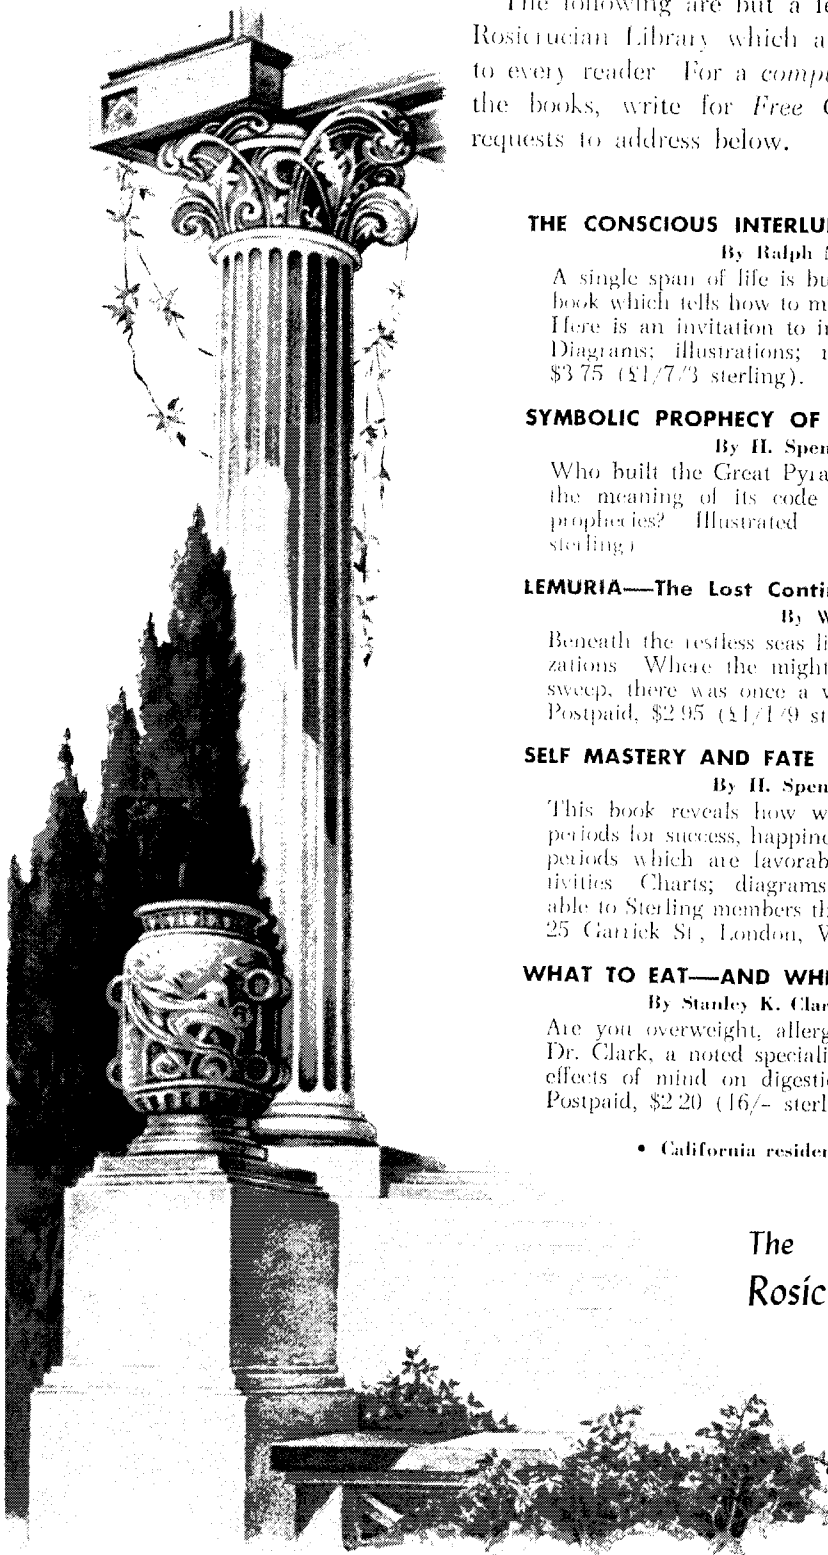 The following are but a
Rosicrucian Library which a
to every reader For a comp
the books, write for Free
requests to address below.
THE CONSCIOUS INTERLU
By Ralph
A single span of life is bu
book which tells how to m
Here is an invitation to i
Diagrams; illustrations;
$3.75 (£1/7/3 sterling).
SYMBOLIC PROPHECY OF
By H. Spen
Who built the Great Pyra
the meaning of its code
prophecies? Illustrated
sterling)
LEMURIA—The Lost Conti
By W
Beneath the restless seas li
zations Where the might
sweep, there was once a v
Postpaid, $2.95 (£1/1/9 st
SELF MASTERY AND FATE
By H. Spen
This book reveals how w
periods for success, happine
periods which are favorab
tivities Charts; diagrams
able to Sterling members th
25 Garrick St., London, W
WHAT TO EAT—AND WHE
By Stanley K. Clar
Are you overweight, allerg
Dr. Clark, a noted speciali
effects of mind on digesti
Postpaid, $2.20 (16/- sterl
• California reside
The
Rosic